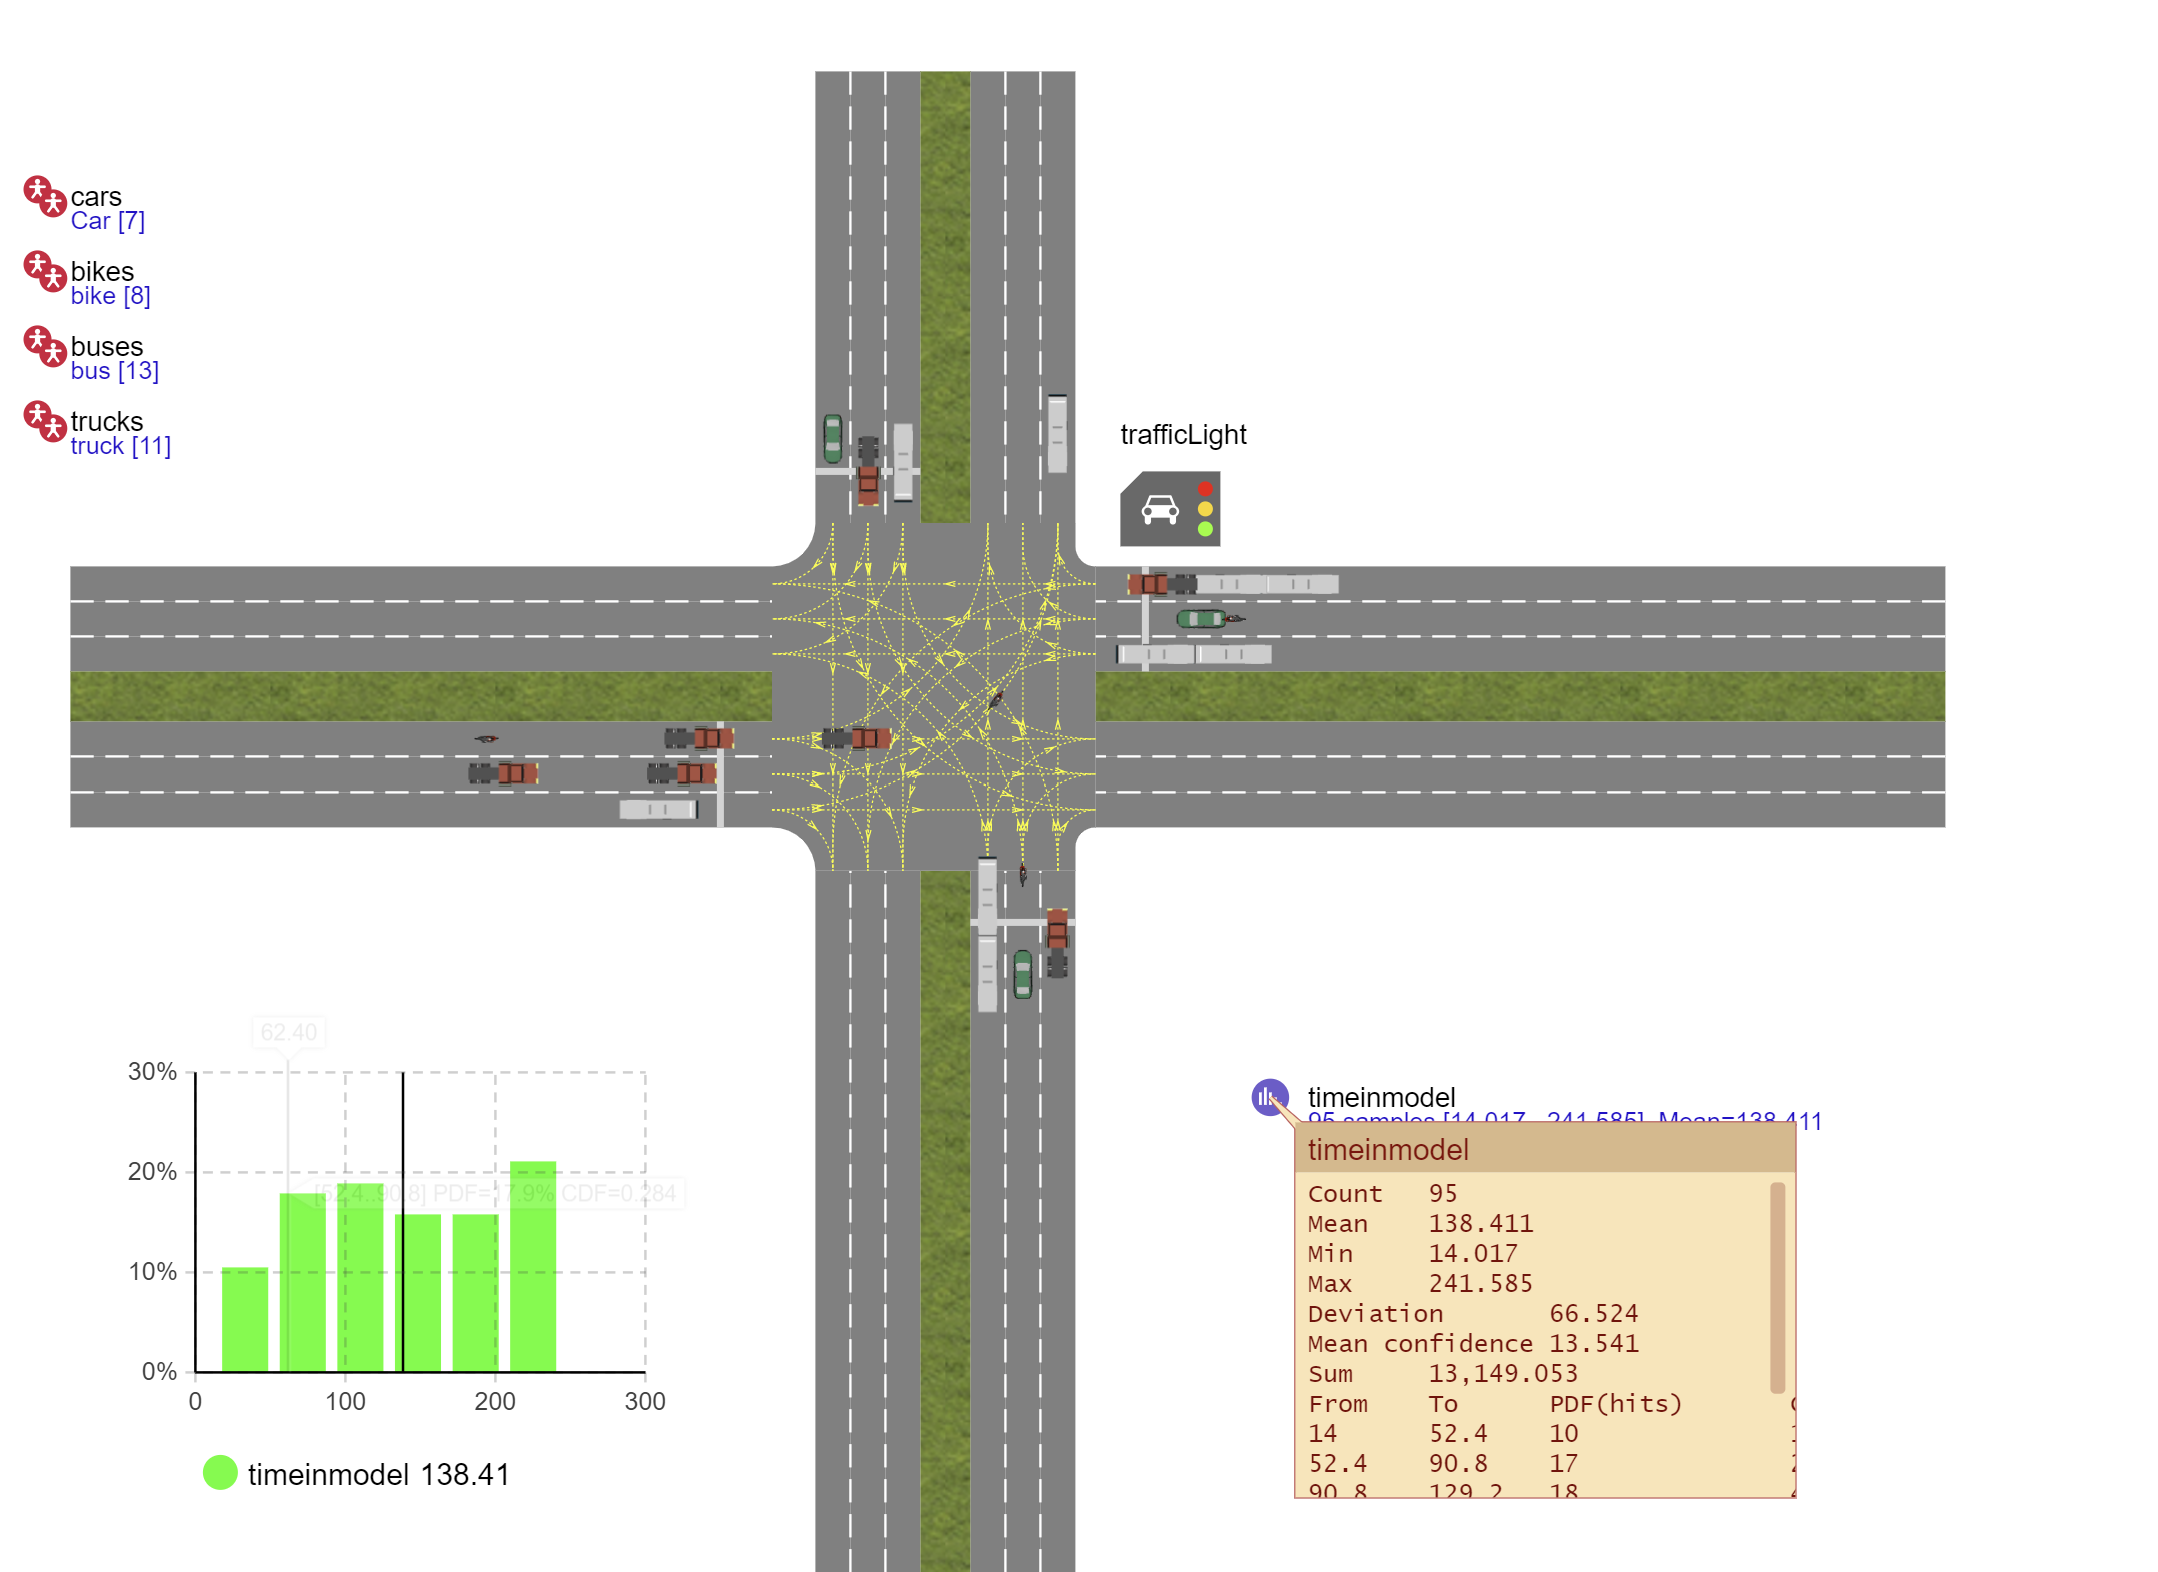 cars
Car [7]
bikes
bike [8]
buses
bus [13]
trucks
truck [11]
trafficLight
62.40
30%
20%
[52.4..90.8] PDF=17.9% CDF=0.284
10%
0%
0 100 200 300
timeinmodel 138.41
timeinmodel
95 samples [14.017...241.585]. Mean=138.411
timeinmodel
Count 95
Mean 138.411
Min 14.017
Max 241.585
Deviation 66.524
Mean confidence 13.541
Sum 13,149.053
From To PDF(hits)
14 52.4 10
52.4 90.8 17
90.8 129.2 18